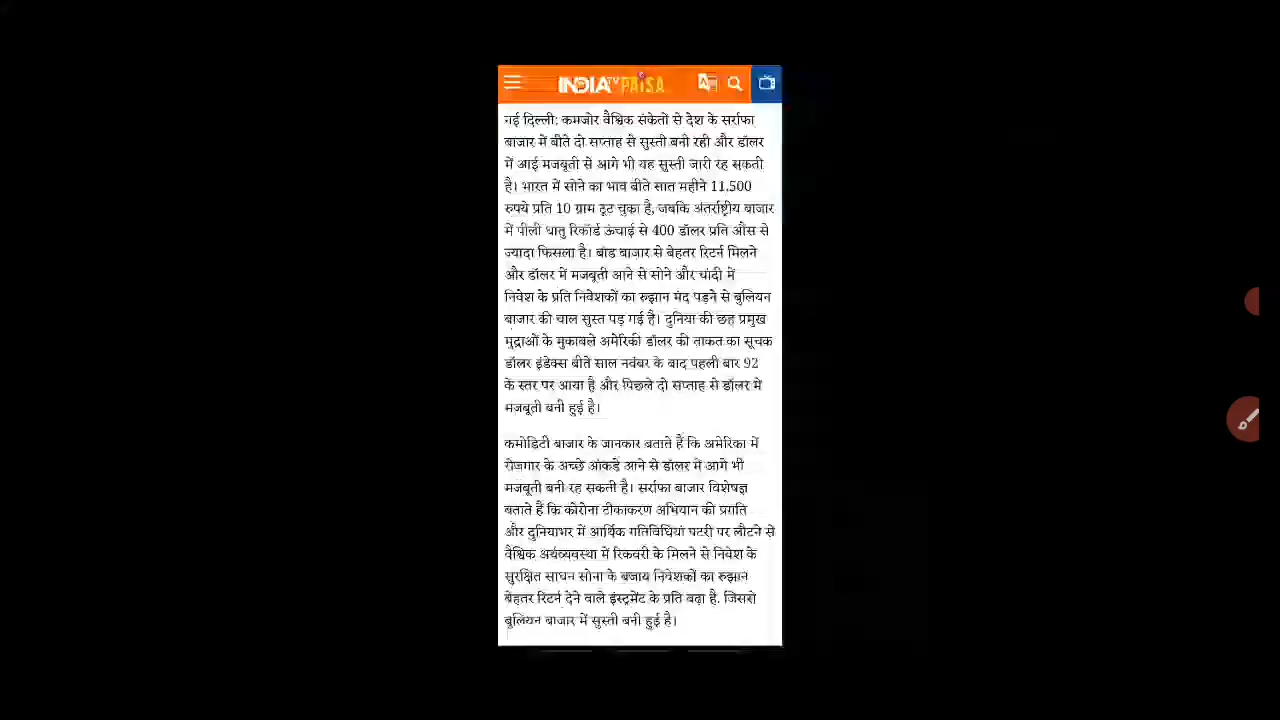 INDIA TV PAISA
नई दिल्ली: कमजोर वैश्विक संकेतों से देश के सर्राफा
बाजार में बीते दो सप्ताह से सुस्ती बनी रही और डॉलर
में आई मजबूती से आगे भी यह सुस्ती जारी रह सकती
है। भारत में सोने का भाव बीते सात महीने 11,500
रुपये प्रति 10 ग्राम टूट चुका है, जबकि अंतर्राष्ट्रीय बाजार
में पीली धातु रिकॉर्ड ऊंचाई से 400 डॉलर प्रति औंस से
ज्यादा फिसला है। बांड बाजार से बेहतर रिटर्न मिलने
और डॉलर में मजबूती आने से सोने और चांदी में
निवेश के प्रति निवेशकों का रुझान मंद पड़ने से बुलियन
बाजार की चाल सुस्त पड़ गई है। दुनिया की छह प्रमुख
मुद्राओं के मुकाबले अमेरिकी डॉलर की ताकत का सूचक
डॉलर इंडेक्स बीते साल नवंबर के बाद पहली बार 92
के स्तर पर आया है और पिछले दो सप्ताह से डॉलर में
मजबूती बनी हुई है।
कमोडिटी बाजार के जानकार बताते हैं कि अमेरिका में
रोजगार के अच्छे आंकड़े आने से डॉलर में आगे भी
मजबूती बनी रह सकती है। सर्राफा बाजार विशेषज्ञ
बताते हैं कि कोरोना टीकाकरण अभियान की प्रगति
और दुनियाभर में आर्थिक गतिविधियां पटरी पर लौटने से
वैश्विक अर्थव्यवस्था में रिकवरी के मिलने से निवेश के
सुरक्षित साधन सोना के बजाय निवेशकों का रुझान
बेहतर रिटर्न देने वाले इंस्ट्रूमेंट के प्रति बढ़ा है, जिससे
बुलियन बाजार में सुस्ती बनी हुई है।